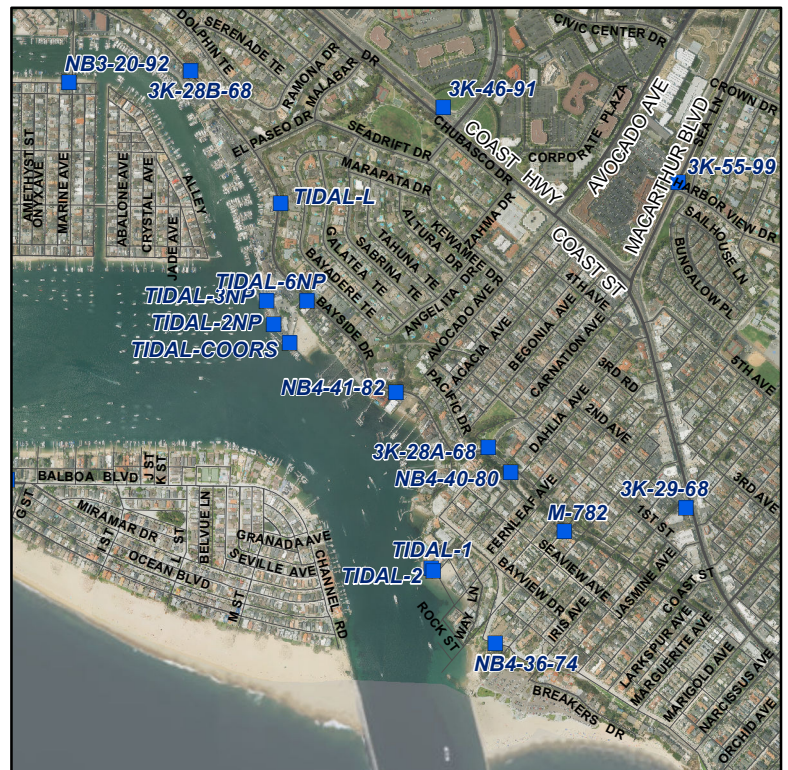 CIVIC CENTER DR
DOLPHIN TE
SERENADE TE
RAMONA DR
MALABAR DR
NB3-20-92
3K-28B-68
3K-46-91
CORPORATE PLAZA
AVOCADO AVE
MACARTHUR BLVD
SEA LN
CROWN DR
EL PASEO DR
SEADRIFT DR
CHUBASCO DR
COAST HWY
3K-55-99
HARBOR VIEW DR
SAILHOUSE LN
BUNGALOW PL
AMETHYST ST
ONYX AVE
MARINE AVE
ABALONE AVE
CRYSTAL AVE
JADE AVE
ALLEY
MARAPATA DR
TIDAL-L
ZAHMA DR
KEWAMEE DR
ALTURA DR
YAHUNA TE
SABRINA TE
GALATEA TE
BAYADERE TE
ANGELITA DR
COAST ST
TIDAL-6NP
TIDAL-3NP
TIDAL-2NP
TIDAL-COORS
BAYSIDE DR
AVOCADO AVE
ACACIA AVE
BEGONIA AVE
CARNATION AVE
4TH AVE
5TH AVE
3RD RD
2ND AVE
DAHLIA AVE
PACIFIC DR
NB4-41-82
3K-28A-68
NB4-40-80
FERNLEAF AVE
M-782
3K-29-68
3RD AVE
1ST ST
BALBOA BLVD
J ST
K ST
G ST
MIRAMAR DR
I ST
L ST
BELVUE LN
OCEAN BLVD
M ST
GRANADA AVE
SEVILLE AVE
CHANNEL RD
TIDAL-1
TIDAL-2
SEAVIEW AVE
BAYVIEW DR
IRIS AVE
JASMINE AVE
COAST ST
ROCK ST
WAY LN
NB4-36-74
LARKSPUR AVE
MARGUERITE AVE
MARIGOLD AVE
NARCISSUS AVE
ORCHID AVE
BREAKERS DR